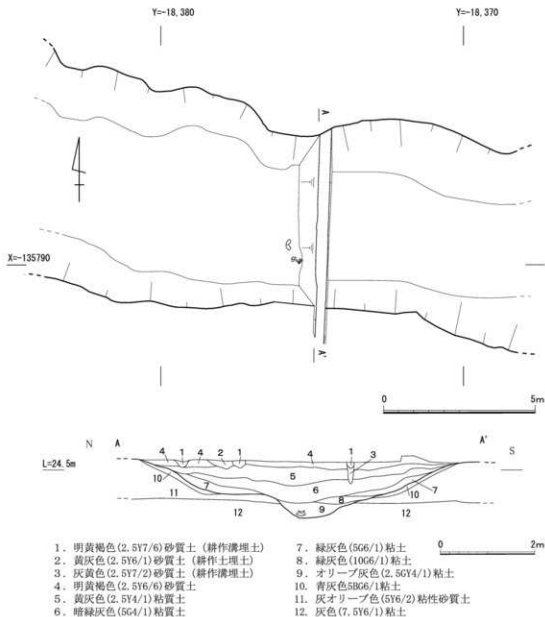 Y=-18,380
Y=-18,370
A
X=-135790
A'
0
5m
N
A
4
1
4
2
1
4
1
3
A'
S
L=24.5m
10
7
5
6
8
9
7
10
11
12
12
0
2m
1. 明黄褐色(2.5Y7/6)砂質土 (耕作溝埋土)
2. 黄灰色(2.5Y6/1)砂質土 (耕作土埋土)
3. 灰黄色(2.5Y7/2)砂質土 (耕作溝埋土)
4. 明黄褐色(2.5Y6/6)砂質土
5. 黄灰色(2.5Y4/1)粘質土
6. 暗緑灰色(5G4/1)粘質土
7. 緑灰色(5G6/1)粘土
8. 緑灰色(10G6/1)粘土
9. オリーブ灰色(2.5GY4/1)粘土
10. 青灰色5BG6/1粘土
11. 灰オリーブ色(5Y6/2)粘性砂質土
12. 灰色(7.5Y6/1)粘土